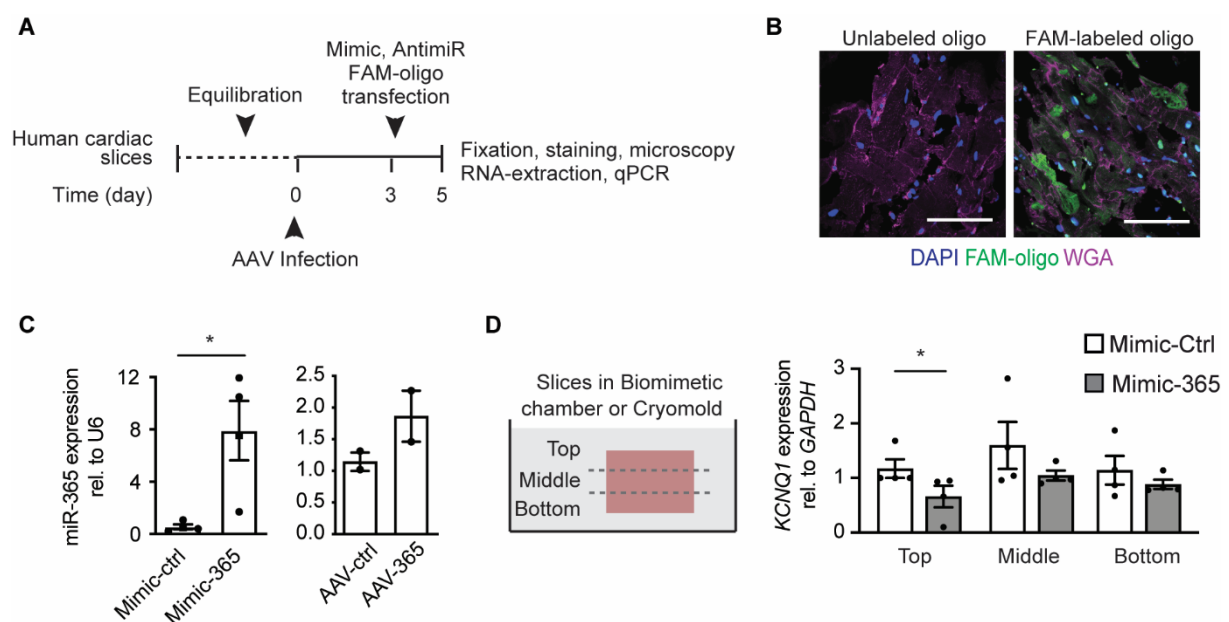 A
Mimic, AntimiR
FAM-oligo
transfection
Equilibration
Human cardiac
slices
Fixation, staining, microscopy
RNA-extraction, qPCR
Time (day)
0
3
5
AAV Infection
B
Unlabeled oligo
FAM-labeled oligo
DAPI FAM-oligo WGA
C
miR-365 expression
rel. to U6
12
8
4
0
*
Mimic-ctrl
Mimic-365
2.5
2.0
1.5
1.0
0.5
0.0
AAV-ctrl
AAV-365
D
Slices in Biomimetic
chamber or Cryomold
Top
Middle
Bottom
KCNQ1 expression
rel. to GAPDH
3
2
1
0
*
Top
Middle
Bottom
Mimic-Ctrl
Mimic-365